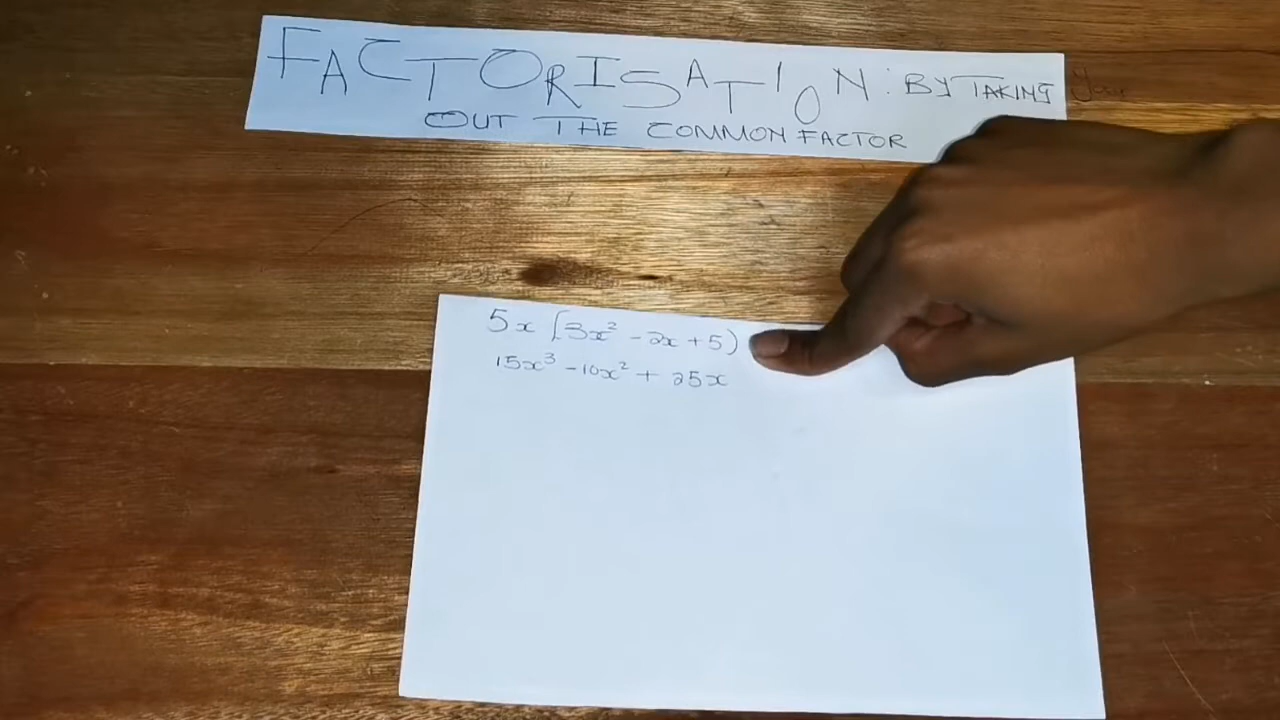 FACTORISATION: BY TAKING
OUT THE COMMON FACTOR
5x (3x² - 2x + 5)
15x³ - 10x² + 25x